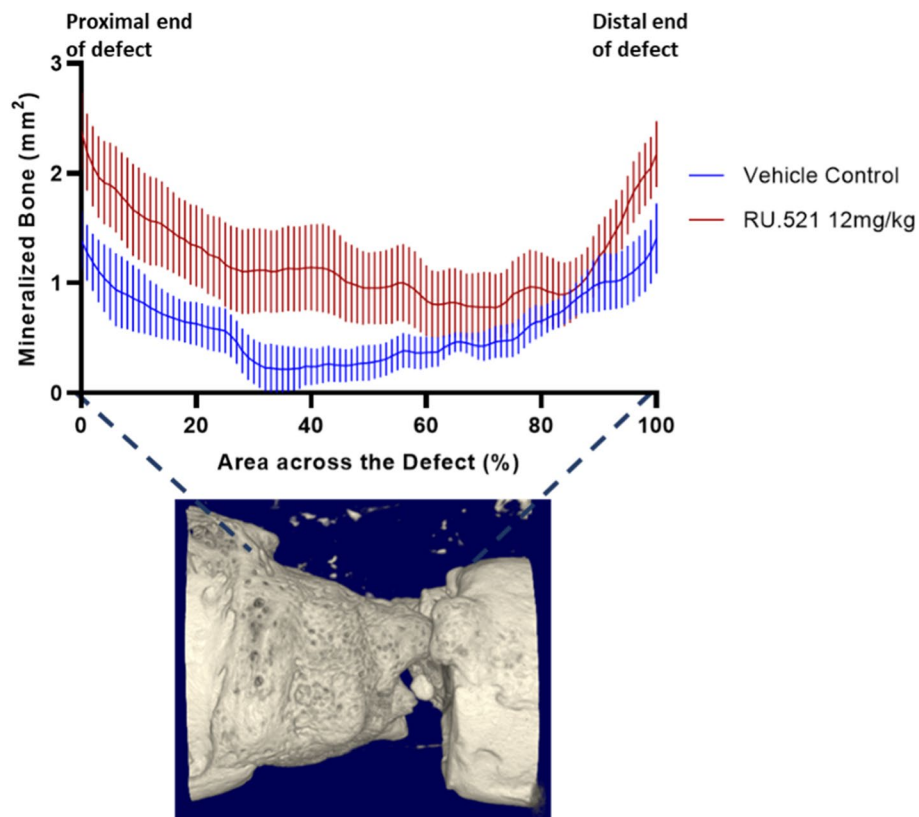 Proximal end
of defect
Distal end
of defect
Mineralized Bone (mm²)
3
2
1
0
0 20 40 60 80 100
Area across the Defect (%)
Vehicle Control
RU.521 12mg/kg